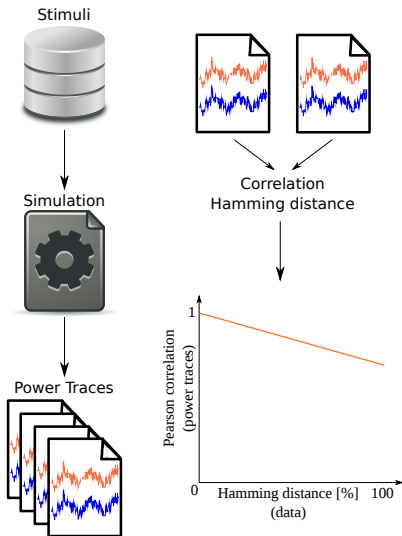 Stimuli
Simulation
Power Traces
Correlation
Hamming distance
1
Pearson correlation
(power traces)
0
Hamming distance [%]
100
(data)